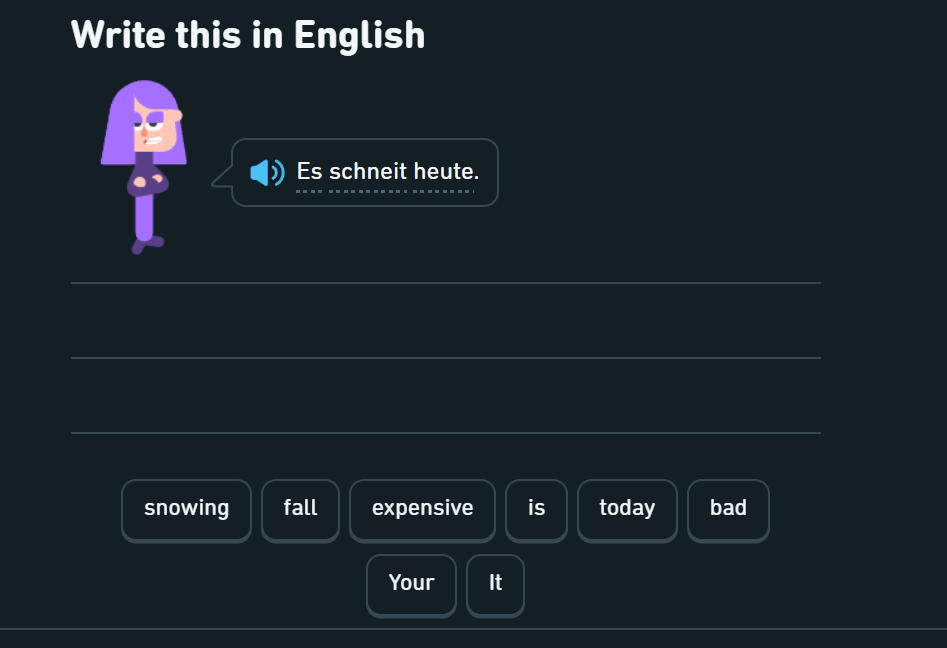 Write this in English
Es schneit heute.
snowing fall expensive is today bad
Your It